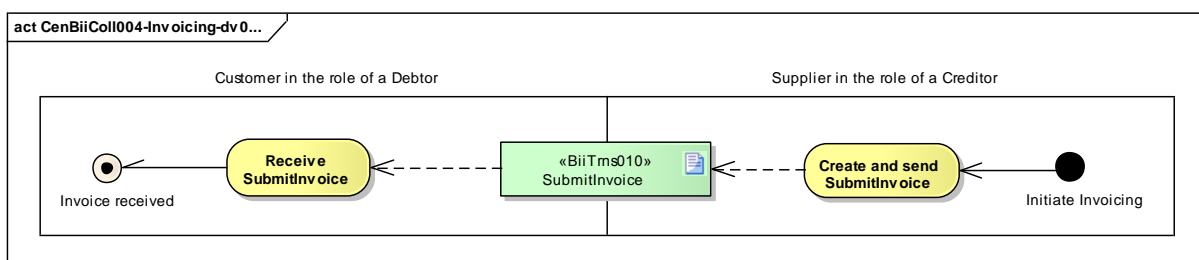 act CenBiiColl004-Invoicing-dv0...
Customer in the role of a Debtor
Supplier in the role of a Creditor
Receive
SubmitInvoice
«BiiTrns010»
SubmitInvoice
Create and send
SubmitInvoice
Invoice received
Initiate Invoicing